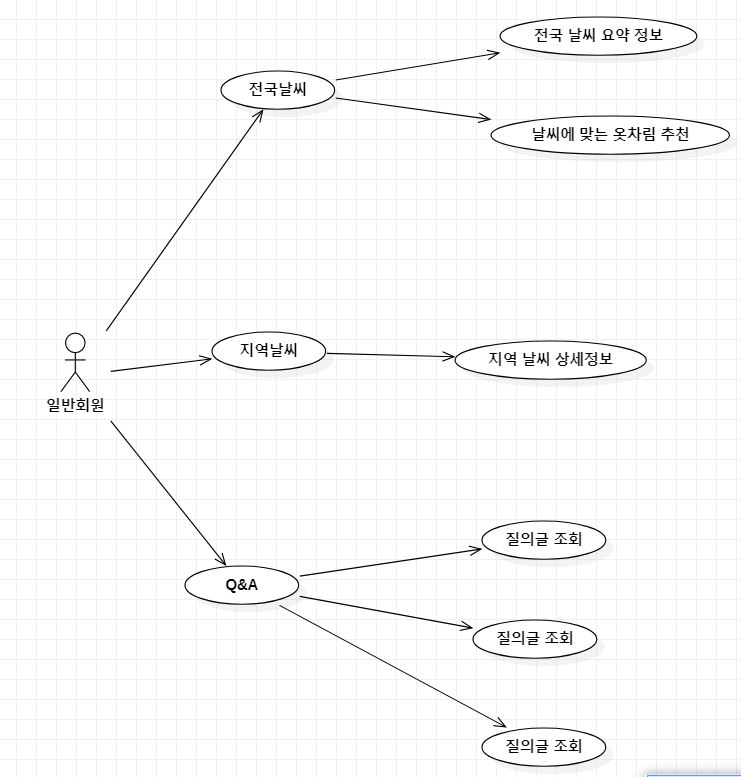 전국 날씨 요약 정보
전국날씨
날씨에 맞는 옷차림 추천
지역날씨
지역 날씨 상세정보
일반회원
질의글 조회
Q&A
질의글 조회
질의글 조회